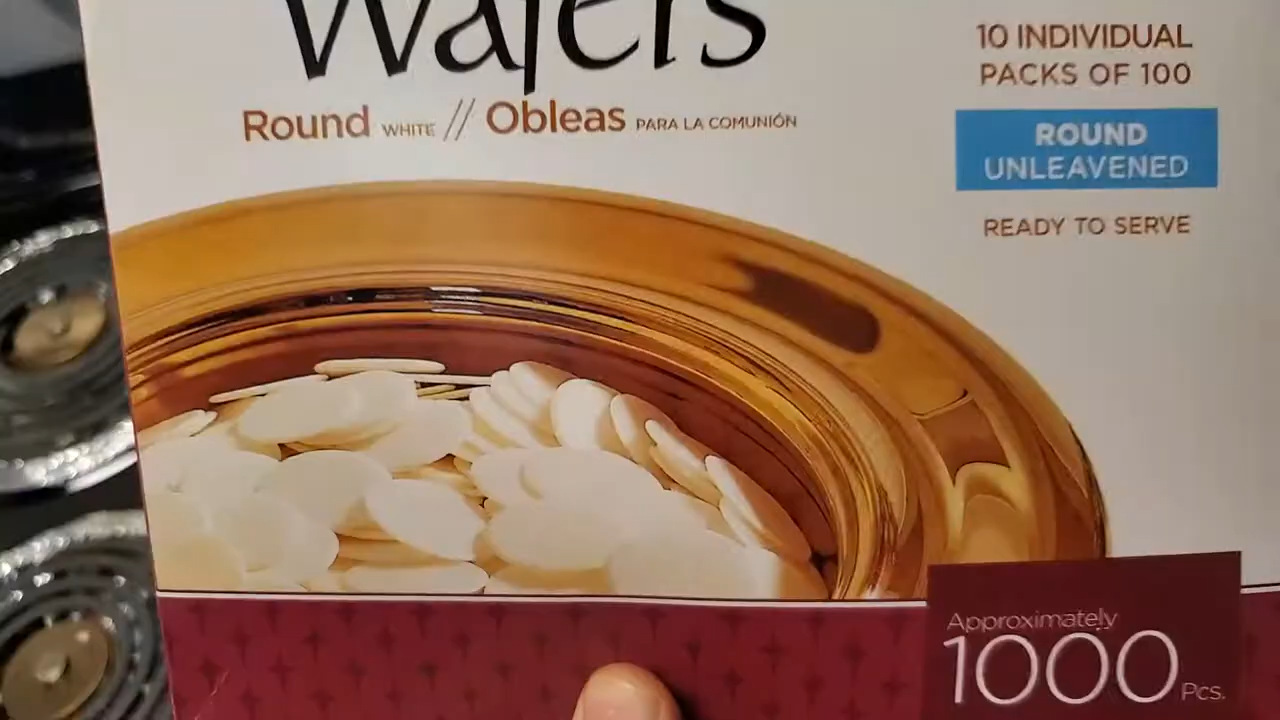 Wafers
Round WHITE // Obleas PARA LA COMUNIÓN
10 INDIVIDUAL
PACKS OF 100
ROUND
UNLEAVENED
READY TO SERVE
Approximately
1000 Pcs.